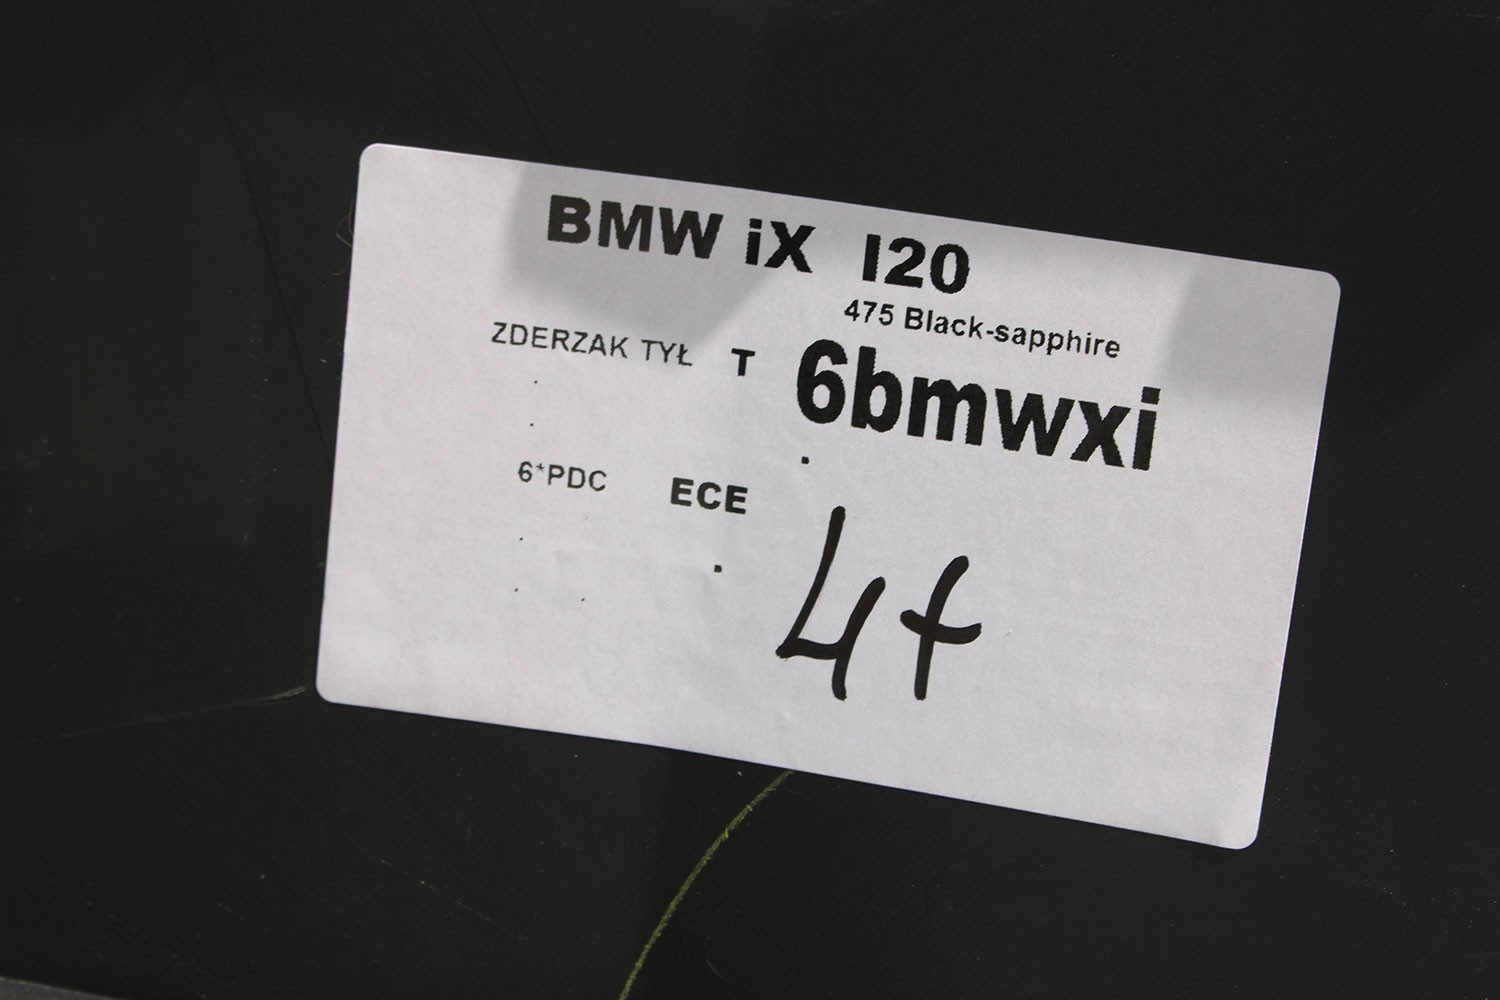 BMW iX I20
475 Black-sapphire
ZDERZAK TYŁ T 6bmwxi
6*PDC ECE
4t